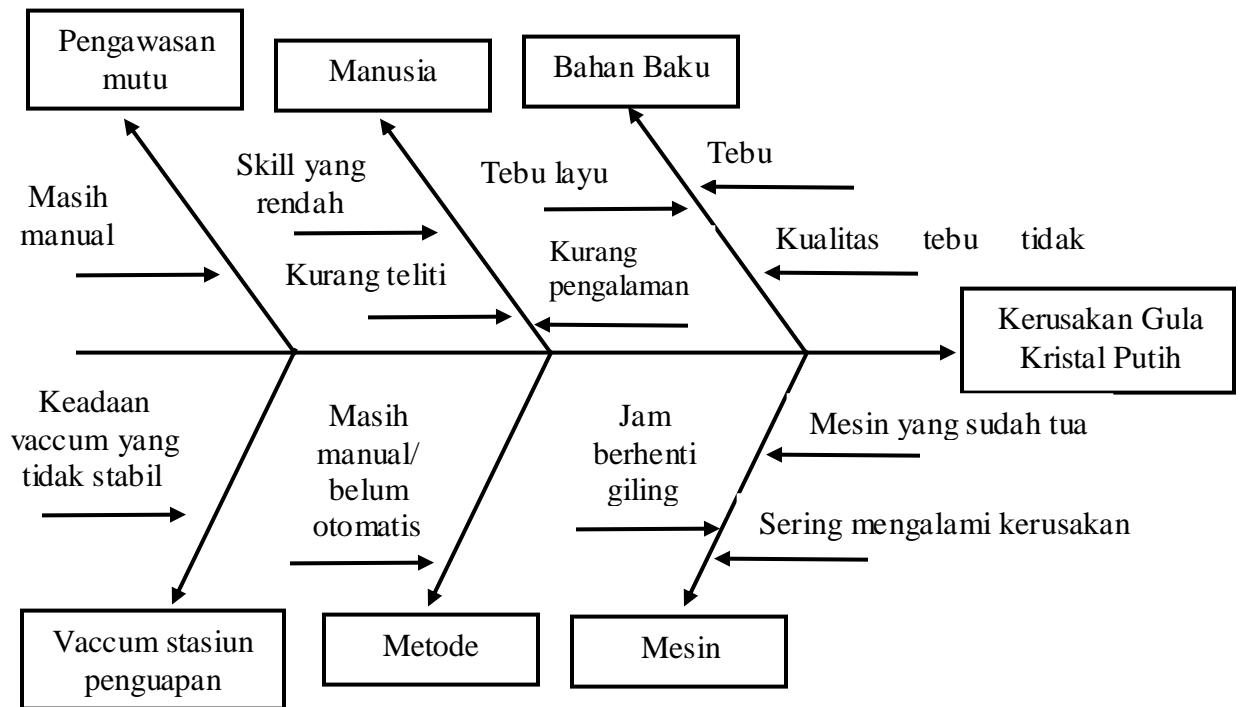 Pengawasan
mutu
Manusia
Bahan Baku
Skill yang
rendah
Tebu layu
Tebu
Masih
manual
Kurang teliti
Kurang
pengalaman
Kualitas tebu tidak
Kerusakan Gula
Kristal Putih
Keadaan
vaccum yang
tidak stabil
Masih
manual/
belum
otomatis
Jam
berhenti
giling
Mesin yang sudah tua
Sering mengalami kerusakan
Vaccum stasiun
penguapan
Metode
Mesin